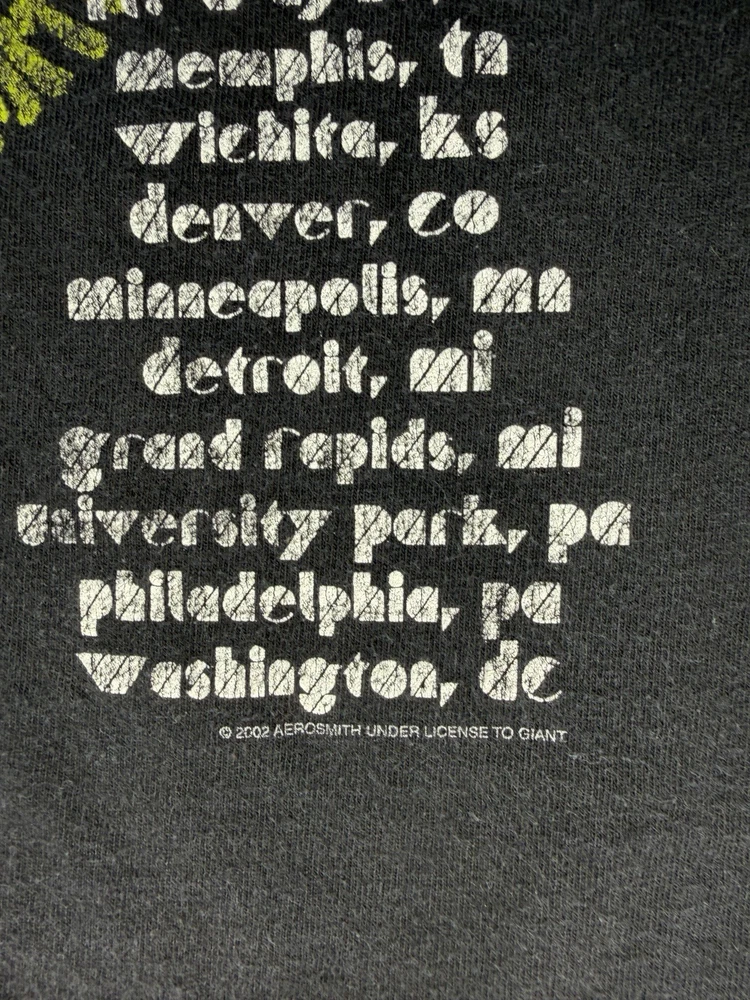 memphis, tn
wichita, ks
denver, co
minneapolis, mn
detroit, mi
grand rapids, mi
university park, pa
philadelphia, pa
washington, dc
© 2002 AEROSMITH UNDER LICENSE TO GIANT